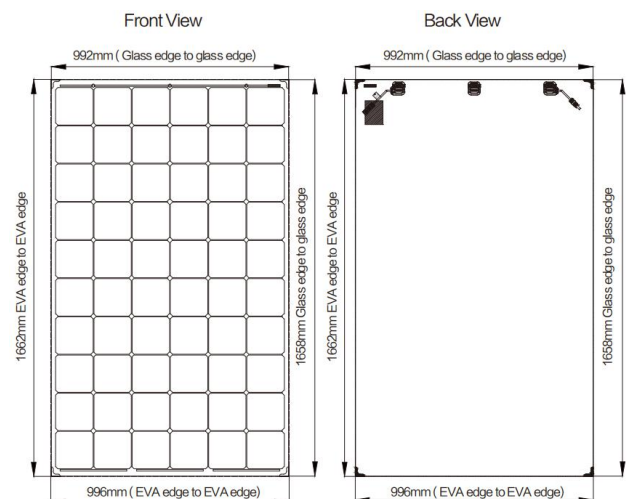 Front View
Back View
992mm ( Glass edge to glass edge)
992mm ( Glass edge to glass edge)
1662mm EVA edge to EVA edge
1658mm Glass edge to glass edge
1662mm EVA edge to EVA edge
1658mm Glass edge to glass edge
996mm ( EVA edge to EVA edge)
996mm ( EVA edge to EVA edge)